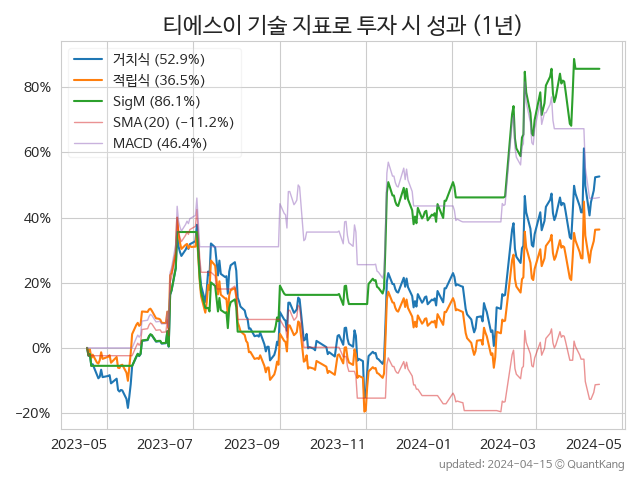 티에스이 기술 지표로 투자 시 성과 (1년)
거치식 (52.9%)
적립식 (36.5%)
SigM (86.1%)
SMA(20) (−11.2%)
MACD (46.4%)
80%
60%
40%
20%
0%
−20%
2023-05 2023-07 2023-09 2023-11 2024-01 2024-03 2024-05
updated: 2024-04-15 © QuantKang